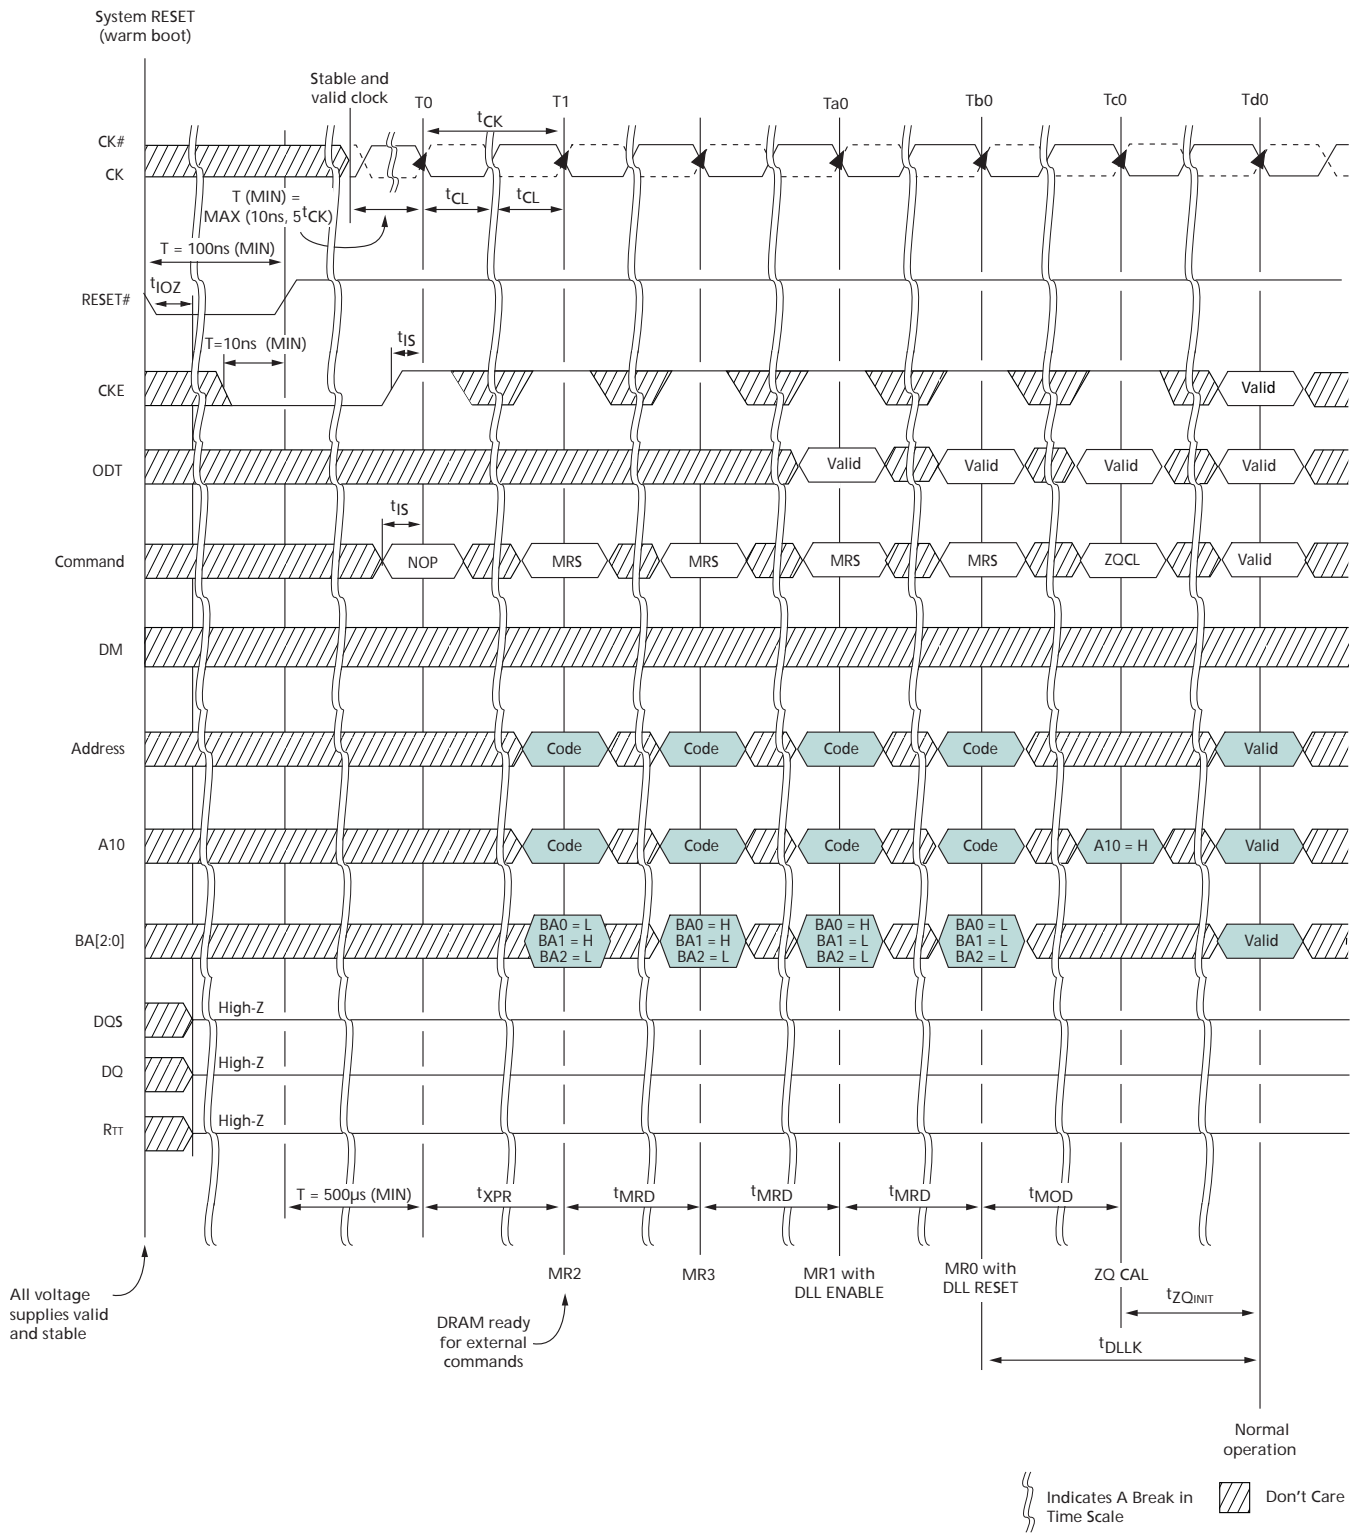 System RESET
(warm boot)
Stable and
valid clock
T0
T1
Ta0
Tb0
Tc0
Td0
tCK
CK#
CK
T (MIN) =
MAX (10ns, 5tCK)
tCL
tCL
T = 100ns (MIN)
tIOZ
RESET#
T=10ns (MIN)
tIS
CKE
Valid
ODT
Valid
Valid
Valid
Valid
tIS
Command
NOP
MRS
MRS
MRS
MRS
ZQCL
Valid
DM
Address
Code
Code
Code
Code
Valid
A10
Code
Code
Code
Code
A10 = H
Valid
BA[2:0]
BA0 = L
BA1 = H
BA2 = L
BA0 = H
BA1 = H
BA2 = L
BA0 = H
BA1 = L
BA2 = L
BA0 = L
BA1 = L
BA2 = L
Valid
DQS
High-Z
DQ
High-Z
RTT
High-Z
T = 500µs (MIN)
tXPR
tMRD
tMRD
tMRD
tMOD
MR2
MR3
MR1 with
DLL ENABLE
MR0 with
DLL RESET
ZQ CAL
tZQINIT
All voltage
supplies valid
and stable
DRAM ready
for external
commands
tDLLK
Normal
operation
Indicates A Break in
Time Scale
Don't Care